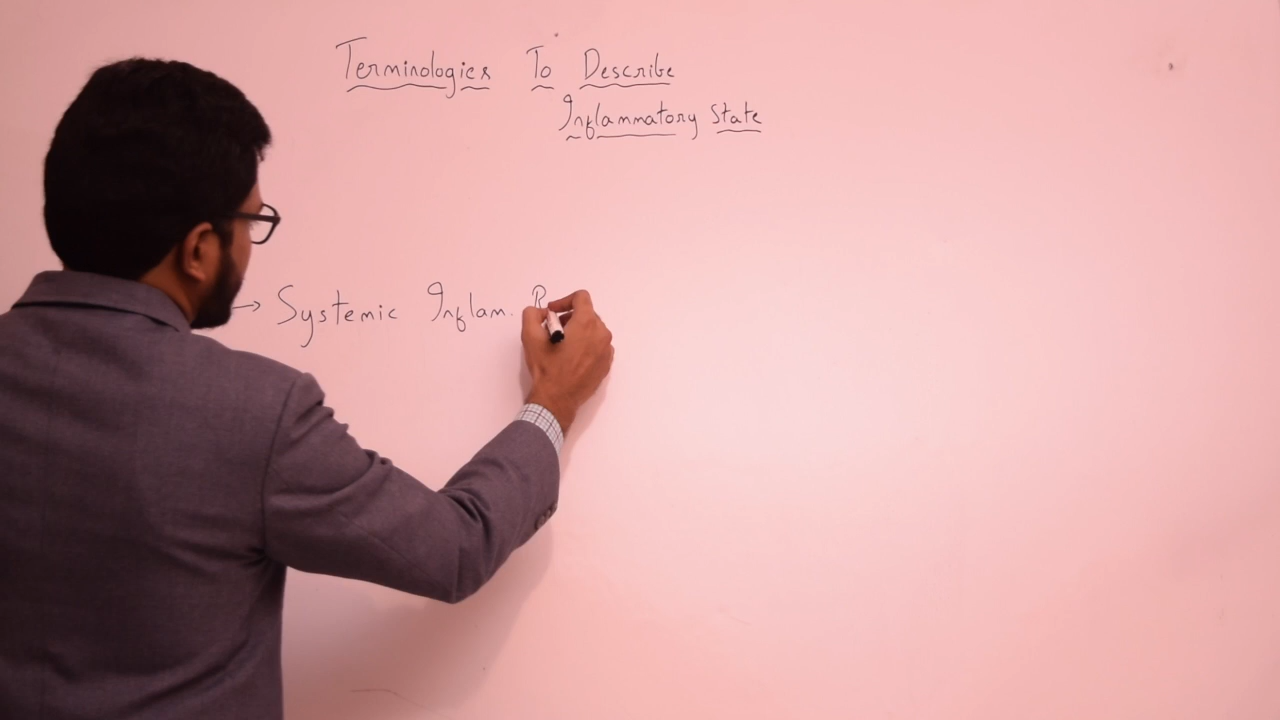 Terminologies To Describe
Inflammatory State
→ Systemic Inflam. R